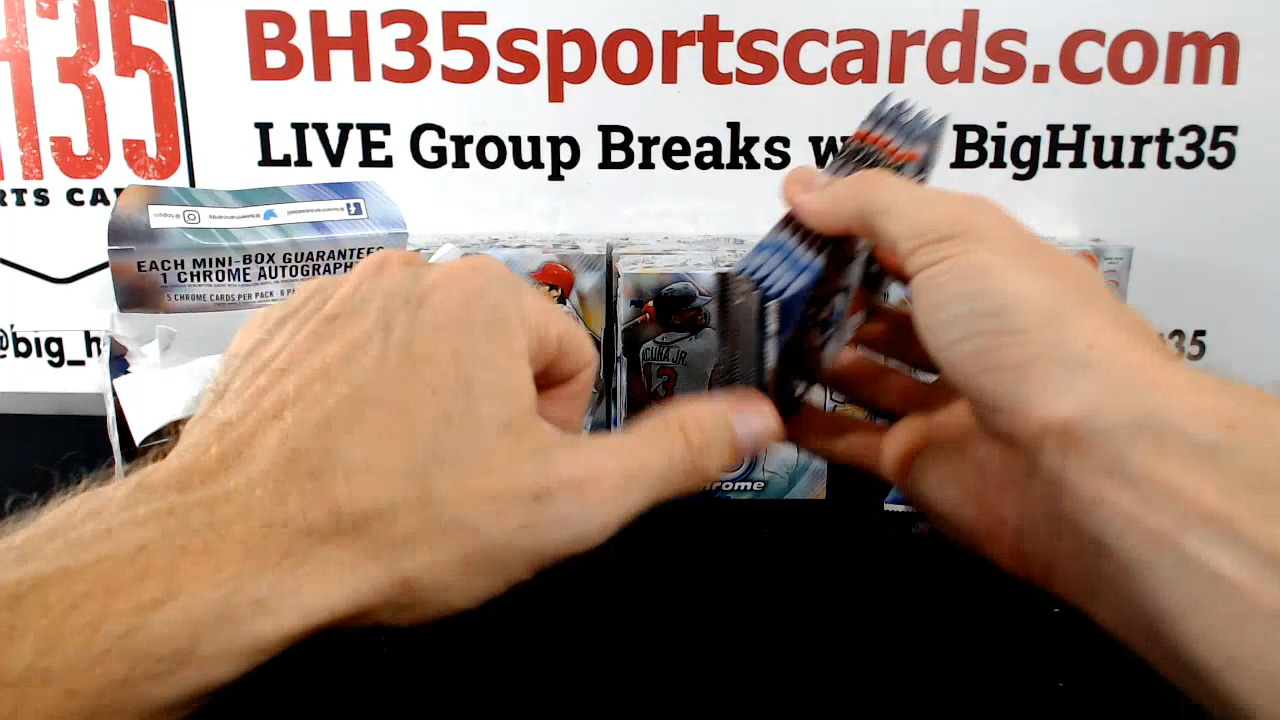 BH35sportscards.com
LIVE Group Breaks w BigHurt35
H35
RTS CA
@big_h
EACH MINI-BOX GUARANTEES
1 CHROME AUTOGRAPH
5 CHROME CARDS PER PACK
ACUNA JR.
13
hrome
35